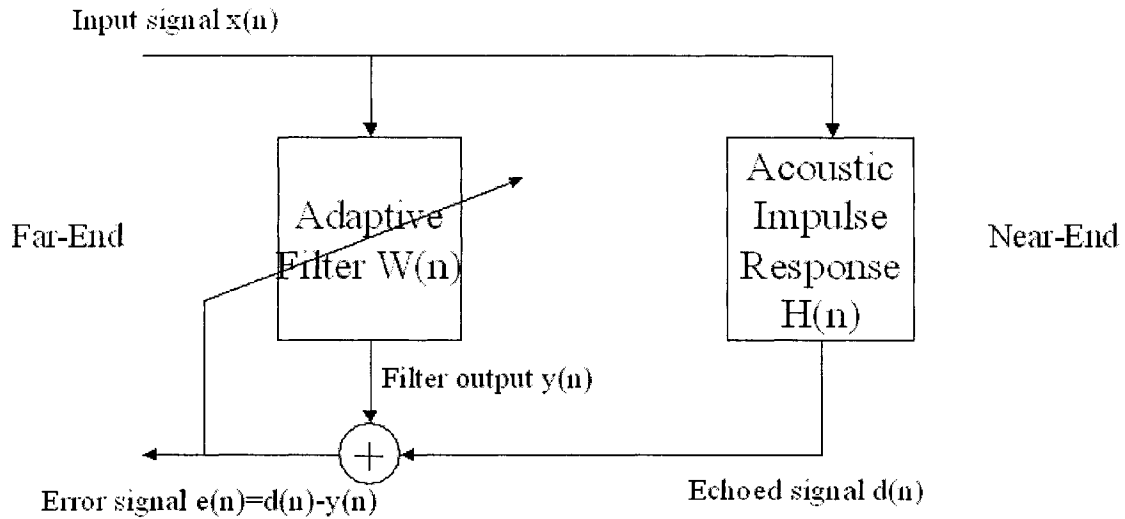 Input signal x(n)
Far-End
Adaptive
Filter W(n)
Acoustic
Impulse
Response
H(n)
Near-End
Filter output y(n)
+
Error signal e(n)=d(n)-y(n)
Echoed signal d(n)